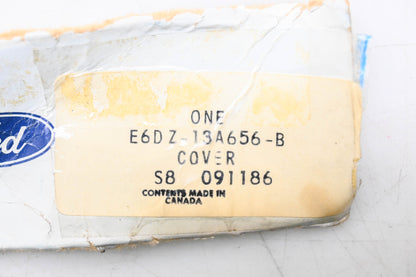 ONE
E6DZ-13A656-B
COVER
S8 091186
CONTENTS MADE IN
CANADA